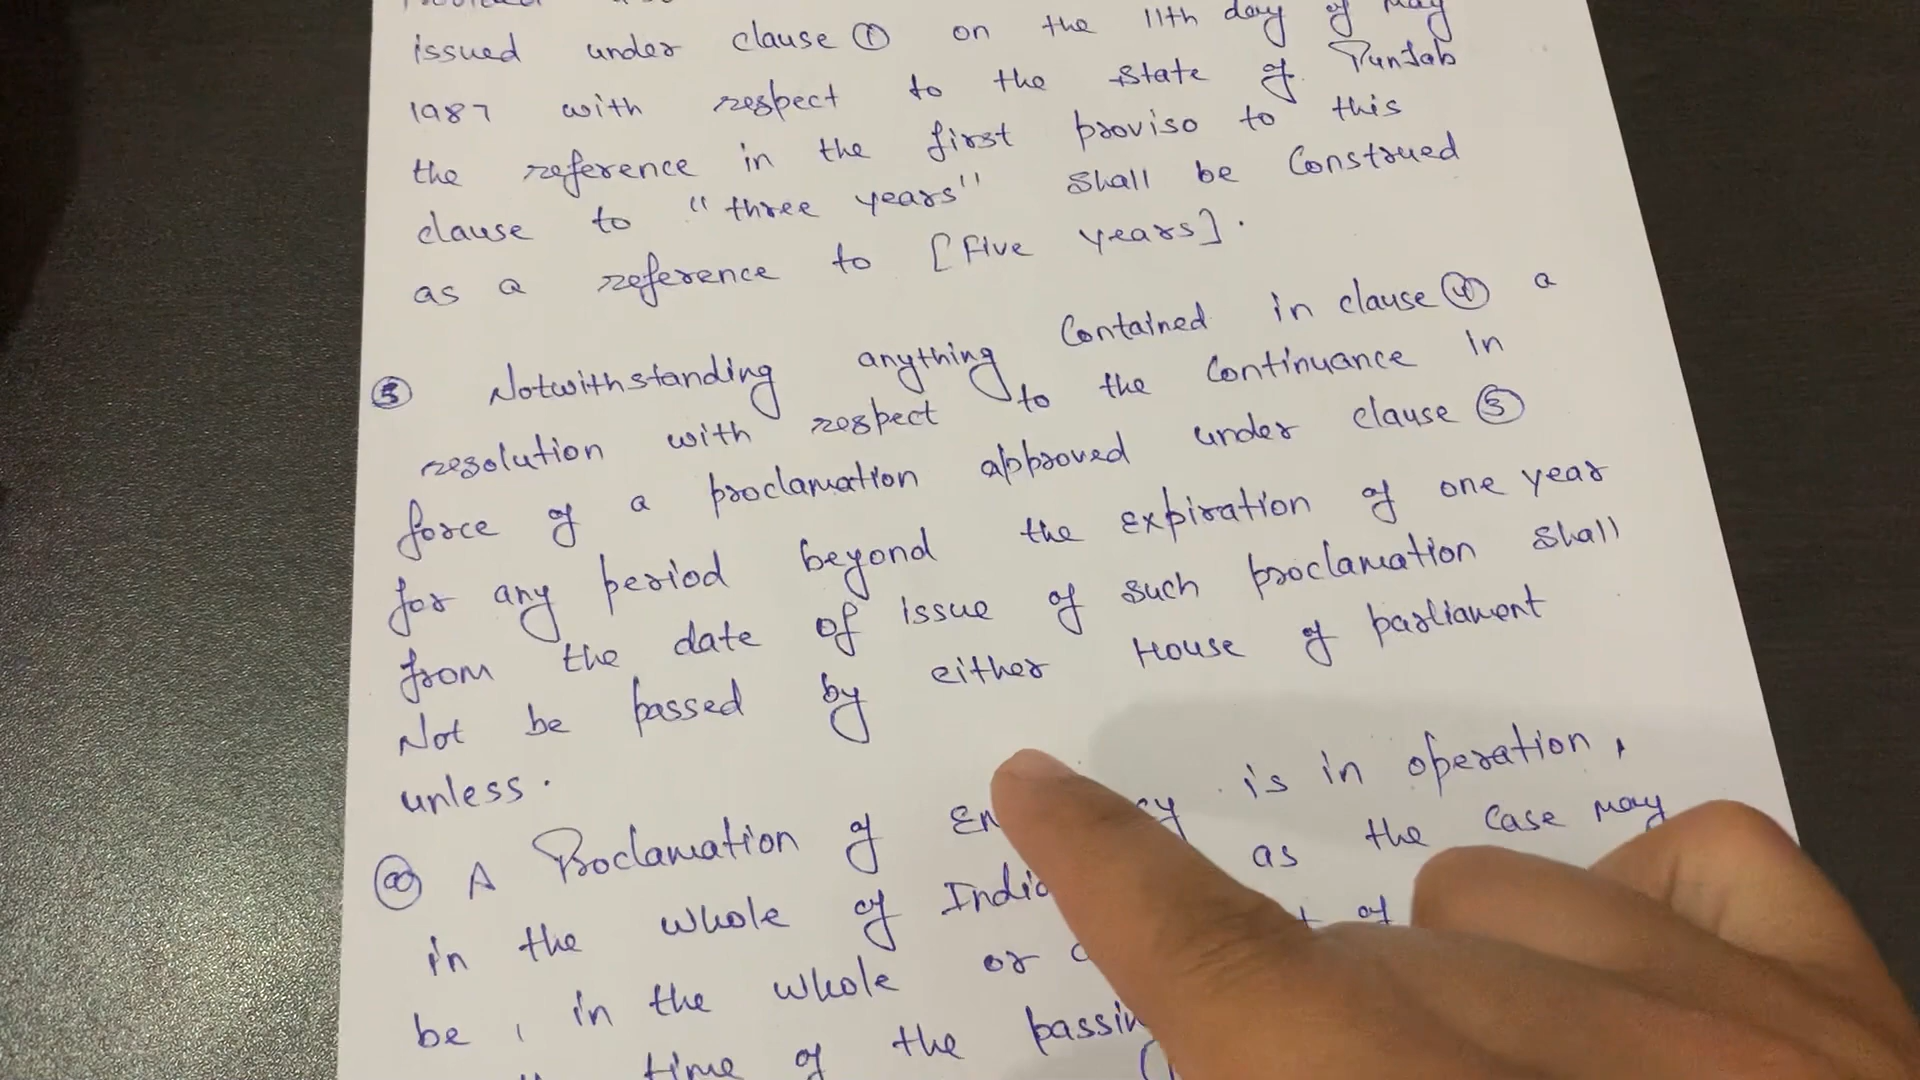 issued under clause ① on the 11th day of May
1987 with respect to the state of Punjab
the reference in the first proviso to this
clause to "three years" shall be Construed
as a reference to [Five years].
⑤ Notwithstanding anything Contained in clause ④ a
resolution with respect to the Continuance in
force of a proclamation approved under clause ③
for any period beyond the expiration of one year
from the date of issue of such proclamation shall
Not be passed by either House of parliament
unless.
ⓐ A Proclamation of is in operation,
in the whole of India as the Case may
be, in the whole or of
time of the